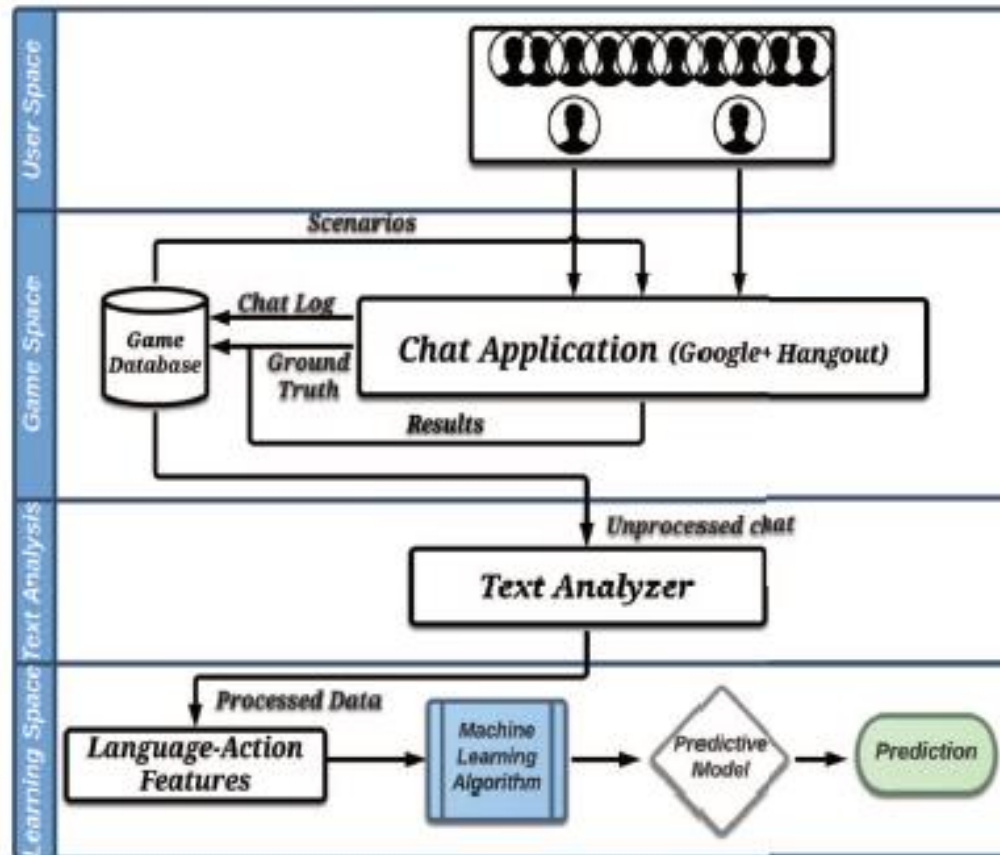 User Space
Scenarios
Game Space
Chat Log
Game
Database
Chat Application (Google+ Hangout)
Ground
Truth
Results
Text Analysis
Unprocessed chat
Text Analyzer
Learning Space
Processed Data
Language-Action
Features
Machine
Learning
Algorithm
Predictive
Model
Prediction